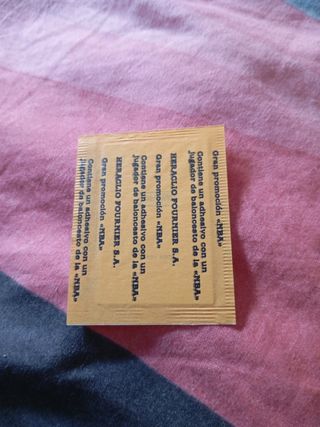 Gran promoción «NBA»
Contiene un adhesivo con un
jugador de baloncesto de la «NBA»
HERACLIO FOURNIER S.A.
Gran promoción «NBA»
Contiene un adhesivo con un
jugador de baloncesto de la «NBA»
HERACLIO FOURNIER S.A.
Gran promoción «NBA»
Contiene un adhesivo con un
jugador de baloncesto de la «NBA»